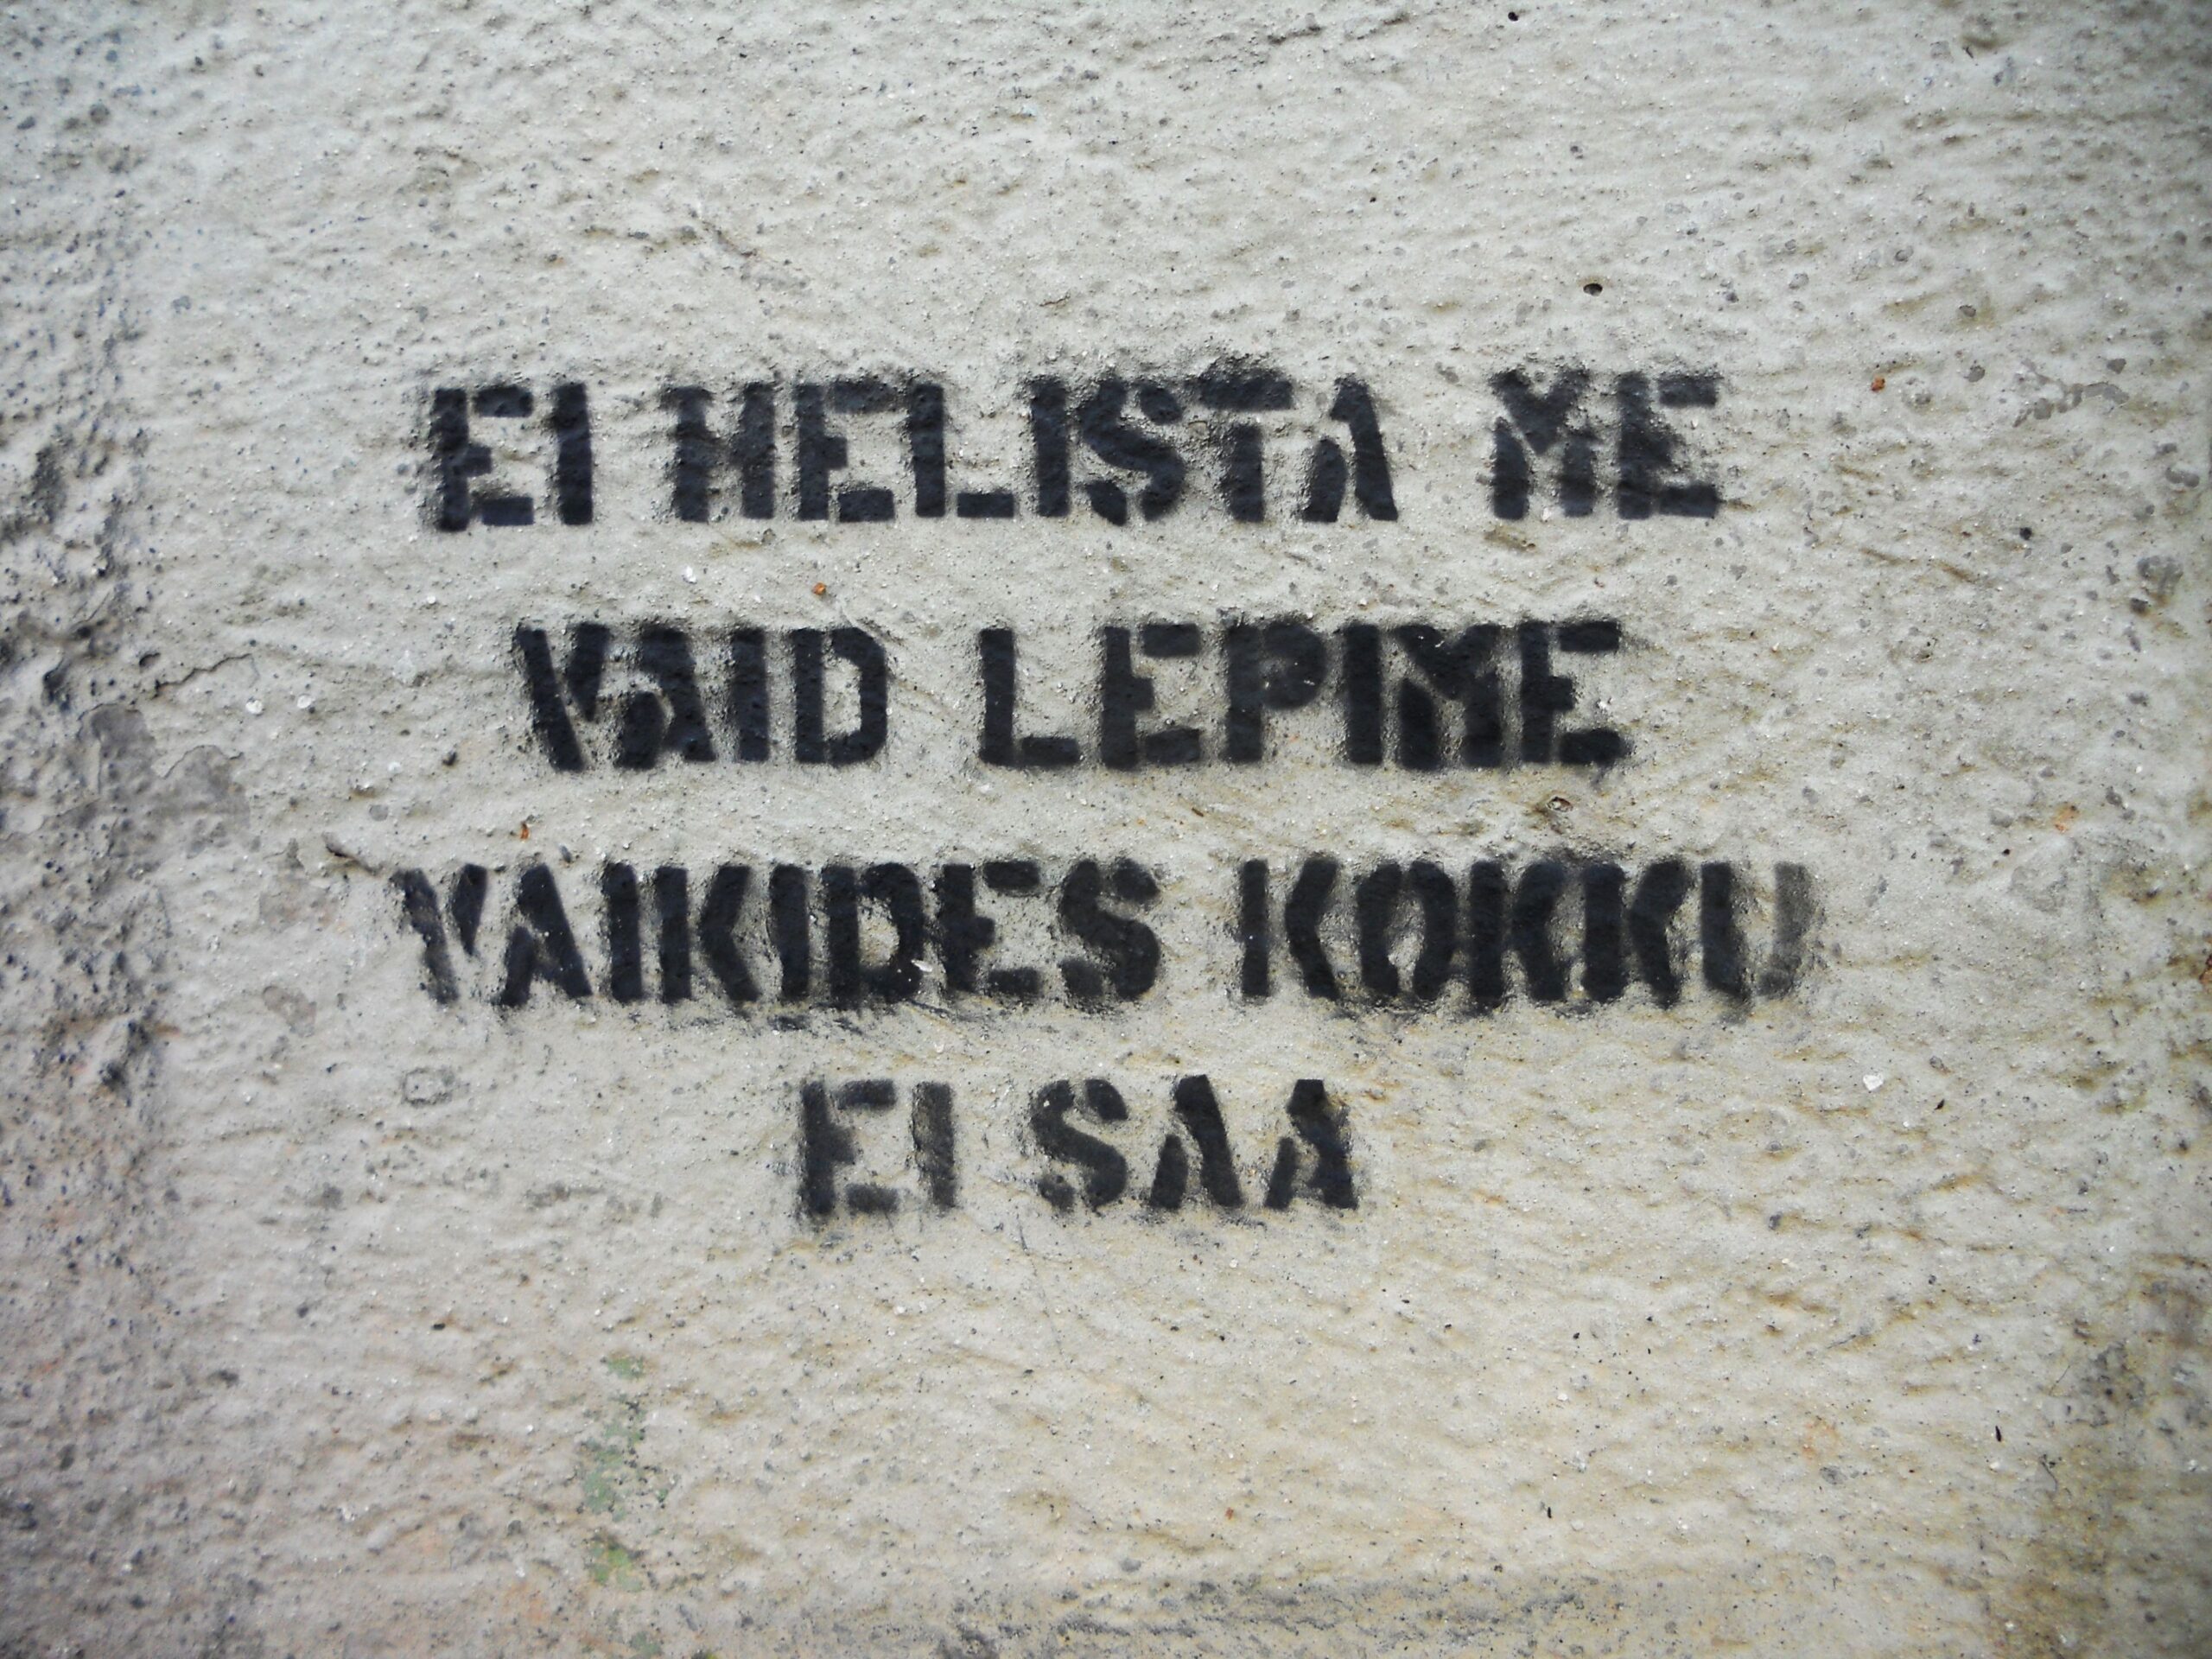 EI HELISTA ME
VAID LEPIME
VAIKIDES KOKKU
EI SAA